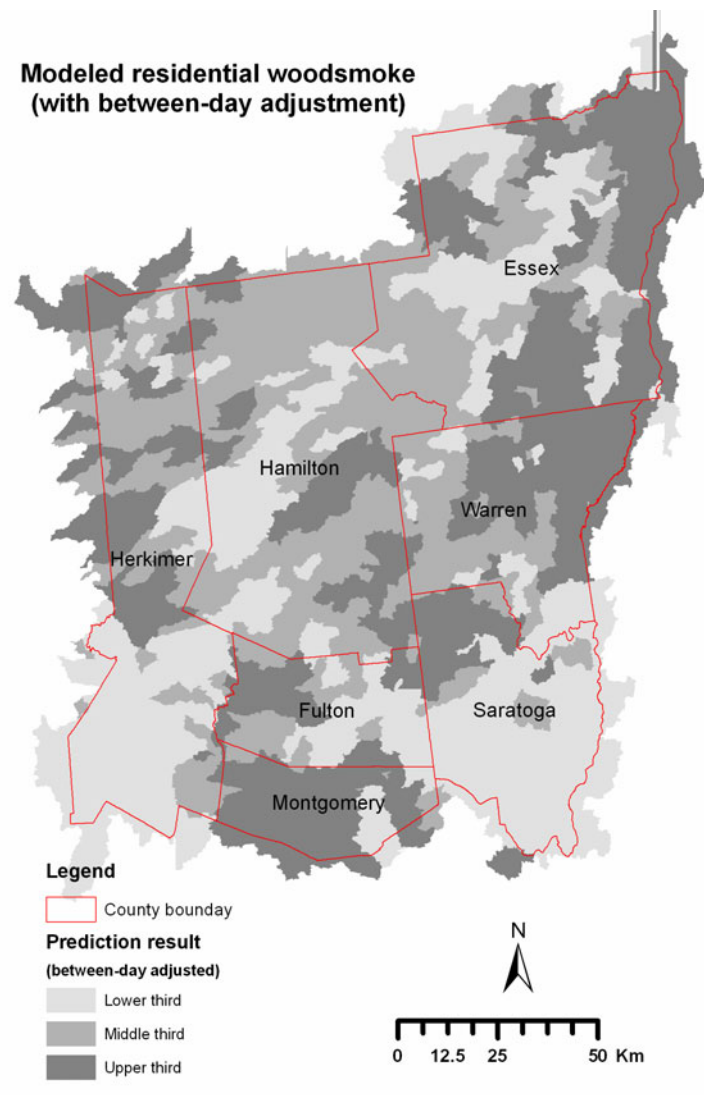 Modeled residential woodsmoke
(with between-day adjustment)
Essex
Hamilton
Warren
Herkimer
Fulton
Saratoga
Montgomery
Legend
County bounday
Prediction result
(between-day adjusted)
Lower third
Middle third
Upper third
N
0 12.5 25 50 Km